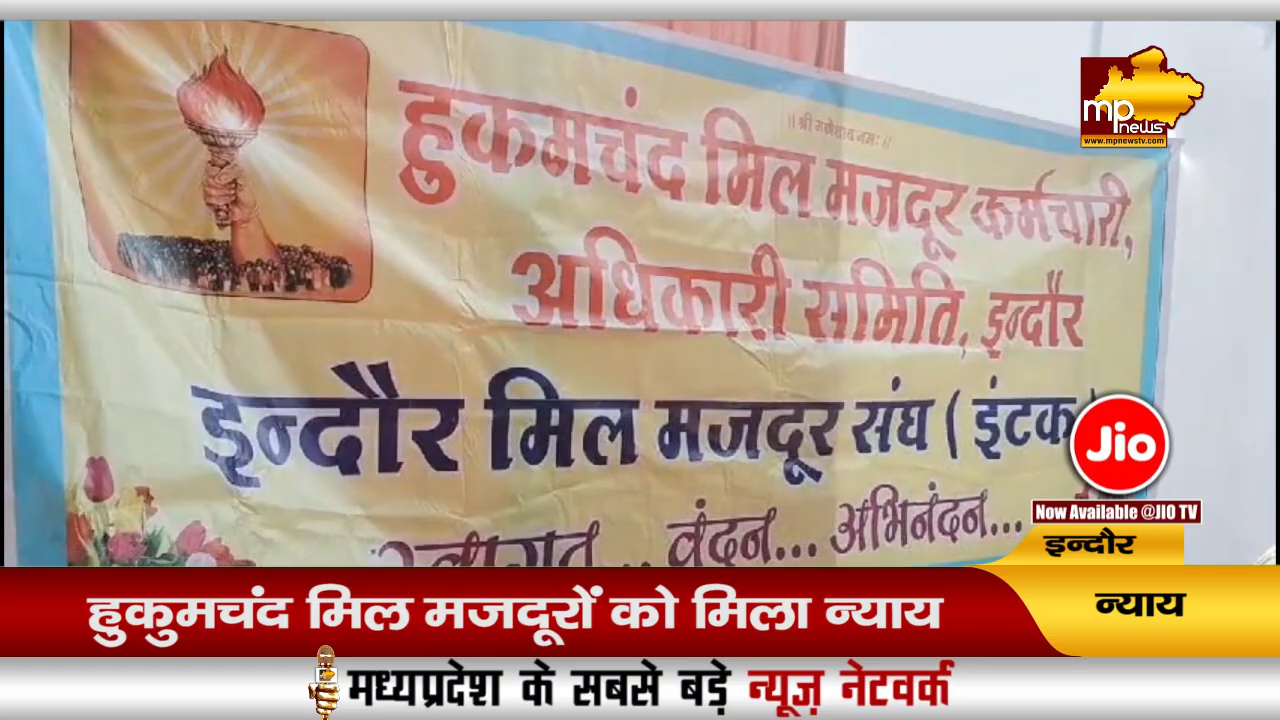 ॥ श्री गणेशाय नमः ॥
हुकमचंद मिल मजदूर कर्मचारी,
अधिकारी समिति, इन्दौर
इन्दौर मिल मजदूर संघ ( इंटक )
स्वागत... वंदन... अभिनंदन...
mp news
www.mpnewstv.com
Jio
Now Available @JIO TV
इन्दौर
हुकुमचंद मिल मजदूरों को मिला न्याय
न्याय
मध्यप्रदेश के सबसे बड़े न्यूज़ नेटवर्क